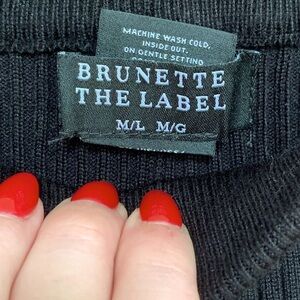 MACHINE WASH COLD,
INSIDE OUT.
ON GENTLE SETTING
BRUNETTE
THE LABEL
M/L M/G